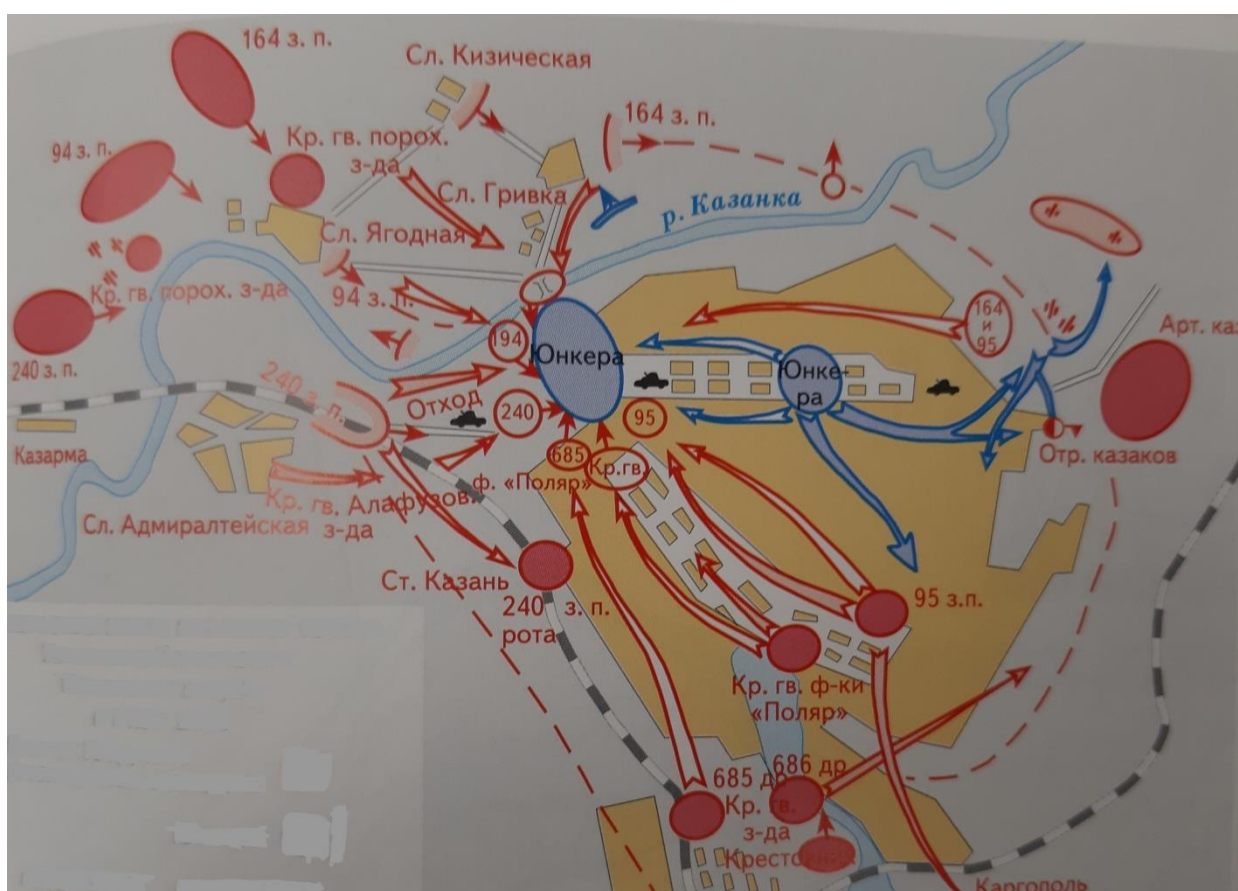 164 з. п.
Сл. Кизическая
164 з. п.
94 з. п.
Кр. гв. порох.
з-да
Сл. Гривка
р. Казанка
Сл. Ягодная
Кр. гв. порох. з-да
94 з. п.
164
и
95
Арт. каз
194
Юнкера
Юнке-
ра
240 з. п.
240 з. п.
Отход
240
95
Казарма
685
Кр.гв.
Отр. казаков
ф. «Поляр»
Кр. гв. Алафузов.
з-да
Сл. Адмиралтейская
Ст. Казань
240 з. п.
рота
95 з.п.
Кр. гв. ф-ки
«Поляр»
685 др
686 др
Кр. гв.
з-да
Каргополь